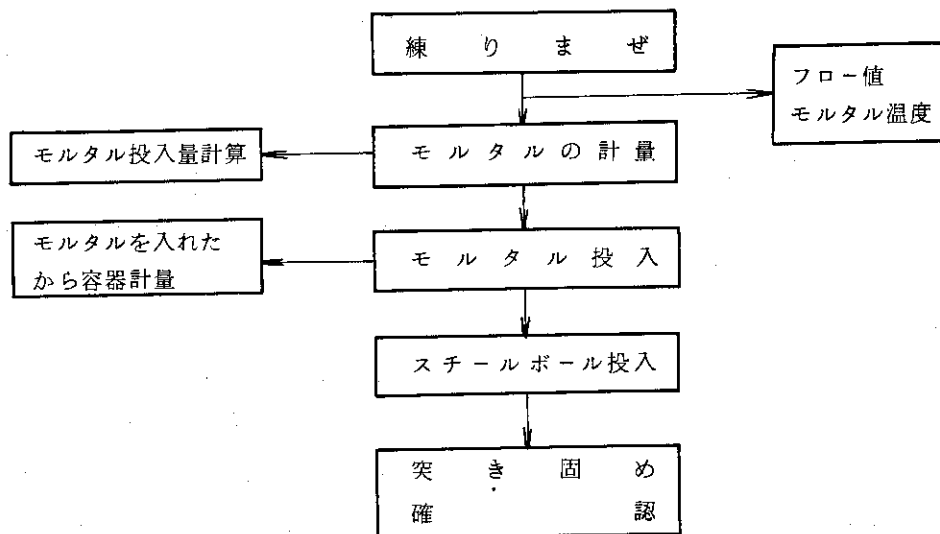 練りまぜ
フロー値
モルタル温度
モルタル投入量計算
モルタルの計量
モルタルを入れた
から容器計量
モルタル投入
スチールボール投入
突き固め
確認